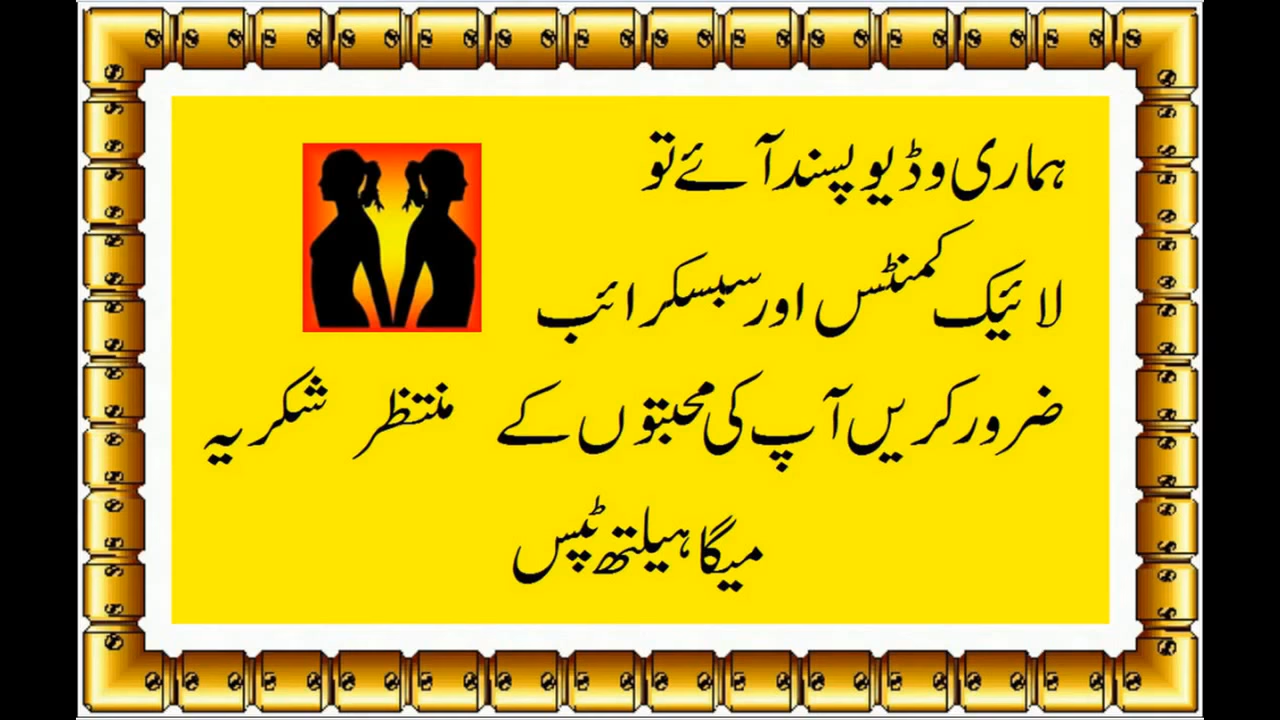 ہماری وڈیو پسند آئے تو
لائیک کمنٹس اور سبسکرائب
ضرور کریں آپ کی محبتوں کے منتظر شکریہ
میگا ہیلتھ ٹپس